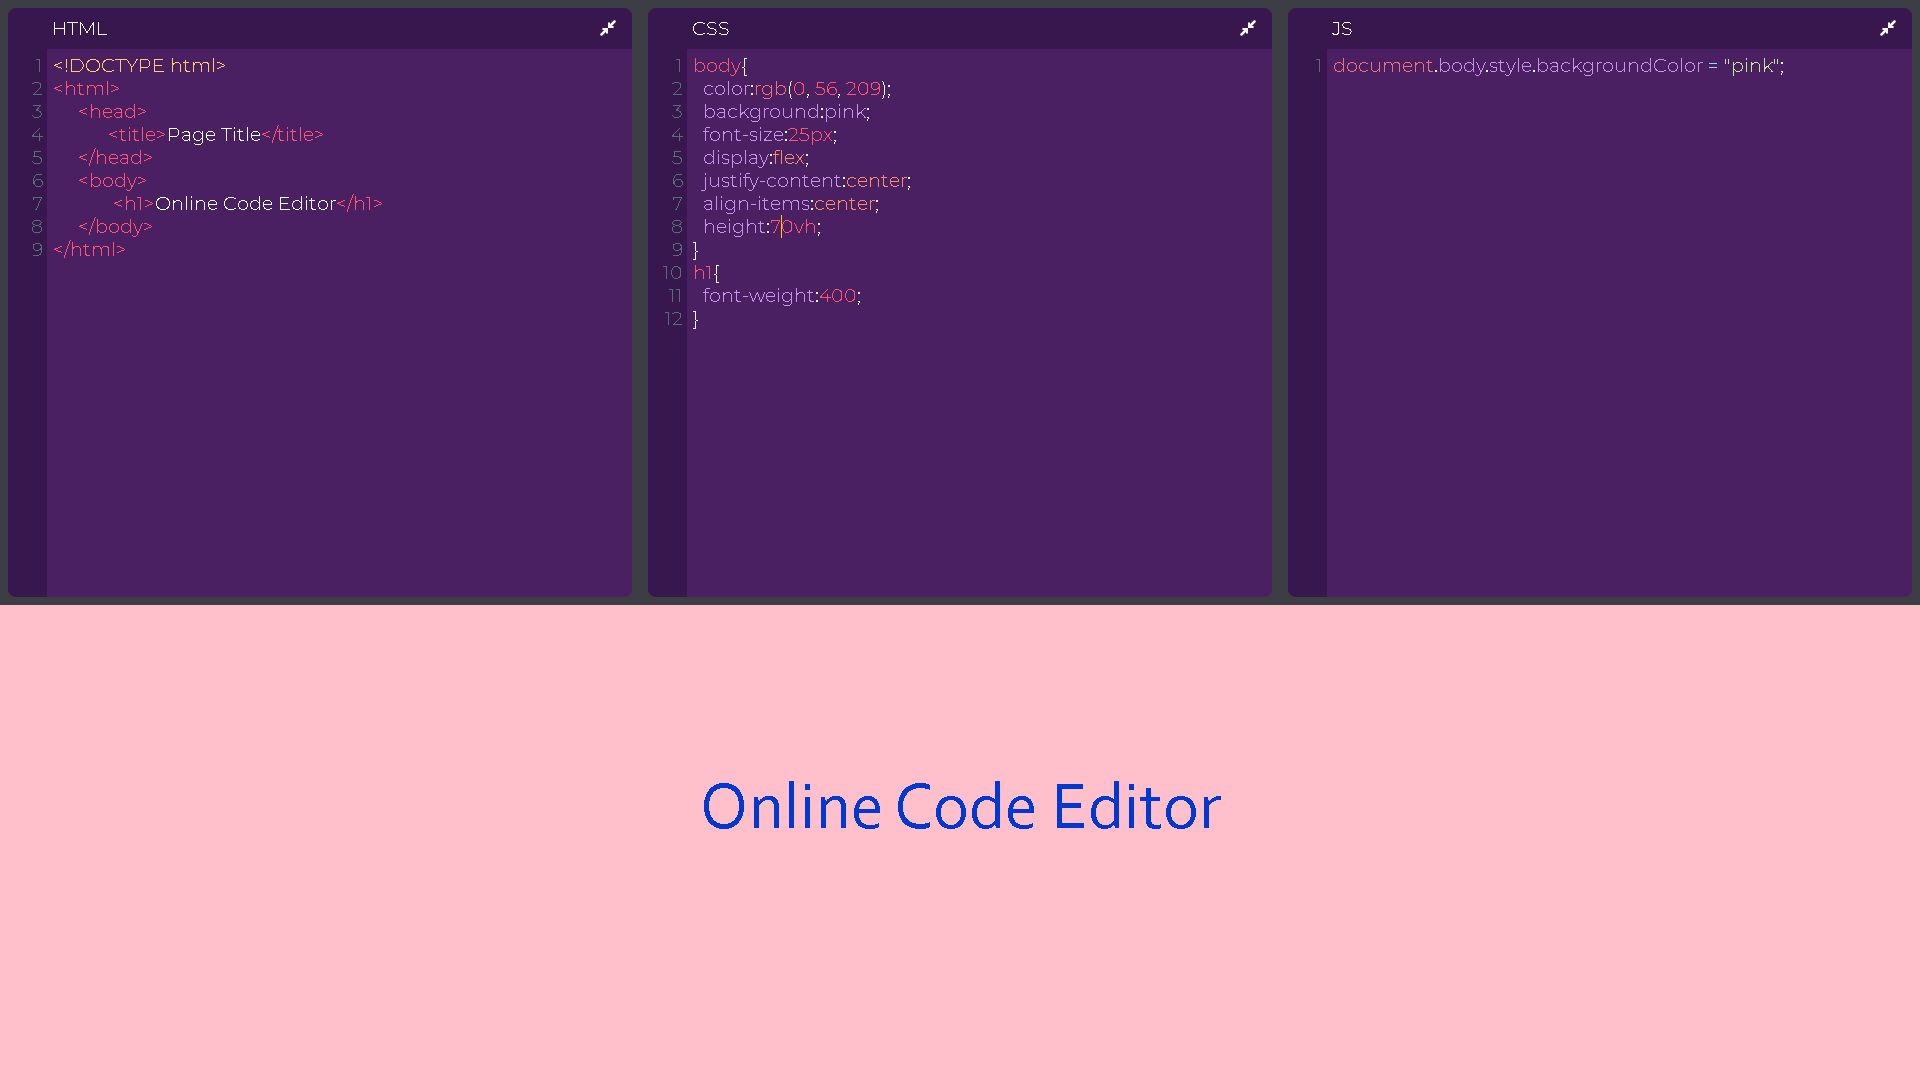 HTML
1 <!DOCTYPE html>
2 <html>
3 <head>
4 <title>Page Title</title>
5 </head>
6 <body>
7 <h1>Online Code Editor</h1>
8 </body>
9 </html>
CSS
1 body{
2 color:rgb(0, 56, 209);
3 background:pink;
4 font-size:25px;
5 display:flex;
6 justify-content:center;
7 align-items:center;
8 height:70vh;
9 }
10 h1{
11 font-weight:400;
12 }
JS
1 document.body.style.backgroundColor = "pink";
Online Code Editor